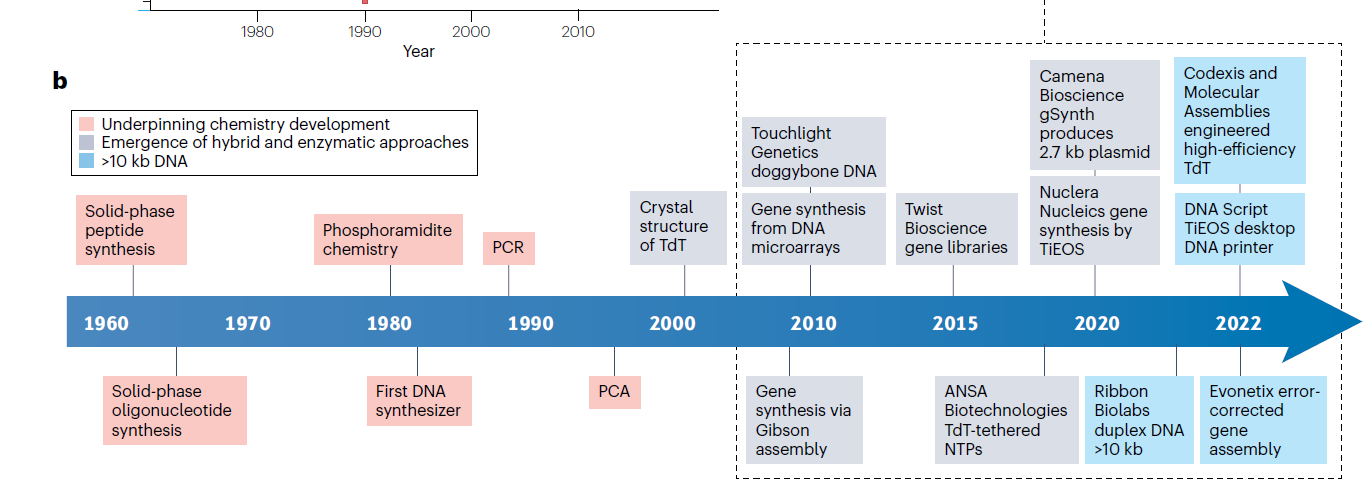 1980 1990 2000 2010
Year
b
Underpinning chemistry development
Emergence of hybrid and enzymatic approaches
>10 kb DNA
Solid-phase
peptide
synthesis
Phosphoramidite
chemistry
PCR
Crystal
structure
of TdT
Touchlight
Genetics
doggybone DNA
Gene synthesis
from DNA
microarrays
Twist
Bioscience
gene libraries
Camena
Bioscience
gSynth
produces
2.7 kb plasmid
Nuclera
Nucleics gene
synthesis by
TiEOS
Codexis and
Molecular
Assemblies
engineered
high-efficiency
TdT
DNA Script
TiEOS desktop
DNA printer
1960 1970 1980 1990 2000 2010 2015 2020 2022
Solid-phase
oligonucleotide
synthesis
First DNA
synthesizer
PCA
Gene
synthesis via
Gibson
assembly
ANSA
Biotechnologies
TdT-tethered
NTPs
Ribbon
Biolabs
duplex DNA
>10 kb
Evonetix error-
corrected
gene
assembly